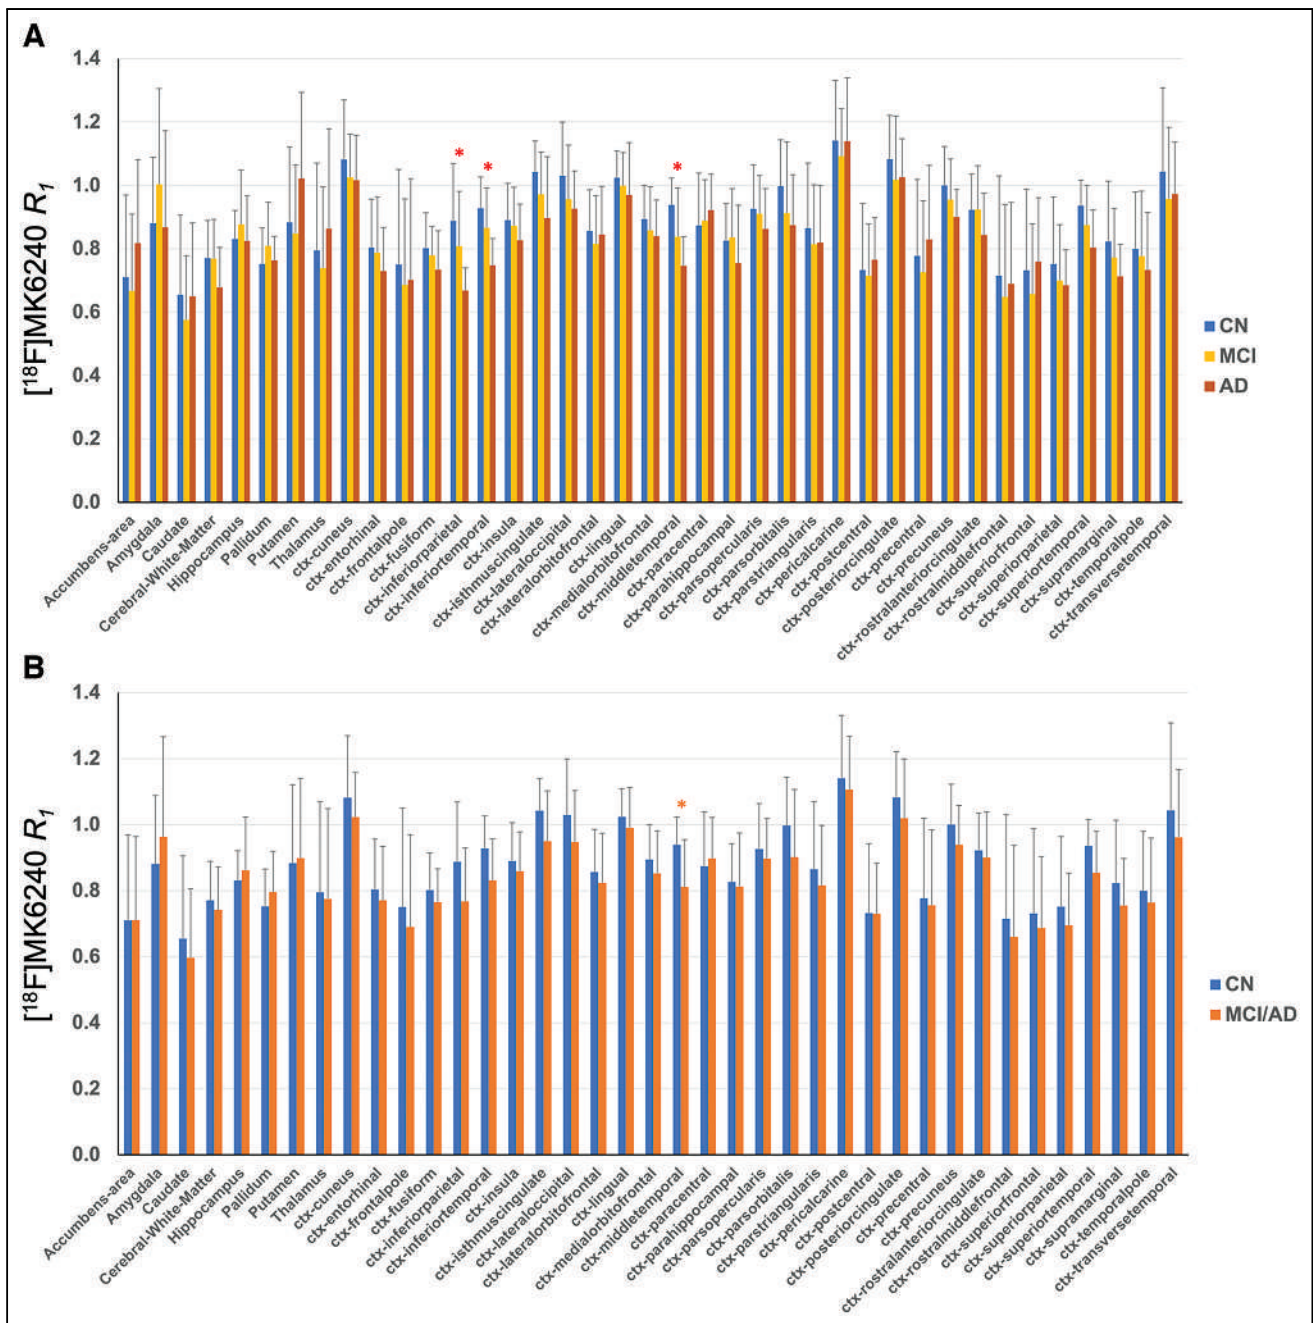 A
1.4
1.2
1.0
0.8
0.6
0.4
0.2
0.0
[18F]MK6240 R1
* * *
CN
MCI
AD
Accumbens-area
Amygdala
Caudate
Cerebral-White-Matter
Hippocampus
Pallidum
Putamen
Thalamus
ctx-cuneus
ctx-entorhinal
ctx-frontalpole
ctx-fusiform
ctx-inferiorparietal
ctx-inferiortemporal
ctx-insula
ctx-isthmuscingulate
ctx-lateraloccipital
ctx-lateralorbitofrontal
ctx-lingual
ctx-medialorbitofrontal
ctx-middletemporal
ctx-paracentral
ctx-parahippocampal
ctx-parsopercularis
ctx-parsorbitalis
ctx-parstriangularis
ctx-pericalcarine
ctx-postcentral
ctx-posteriorcingulate
ctx-precentral
ctx-precuneus
ctx-rostralanteriorcingulate
ctx-rostralmiddlefrontal
ctx-superiorfrontal
ctx-superiorparietal
ctx-superiortemporal
ctx-supramarginal
ctx-temporalpole
ctx-transversetemporal
B
1.4
1.2
1.0
0.8
0.6
0.4
0.2
0.0
[18F]MK6240 R1
*
CN
MCI/AD
Accumbens-area
Amygdala
Caudate
Cerebral-White-Matter
Hippocampus
Pallidum
Putamen
Thalamus
ctx-cuneus
ctx-entorhinal
ctx-frontalpole
ctx-fusiform
ctx-inferiorparietal
ctx-inferiortemporal
ctx-insula
ctx-isthmuscingulate
ctx-lateraloccipital
ctx-lateralorbitofrontal
ctx-lingual
ctx-medialorbitofrontal
ctx-middletemporal
ctx-paracentral
ctx-parahippocampal
ctx-parsopercularis
ctx-parsorbitalis
ctx-parstriangularis
ctx-pericalcarine
ctx-postcentral
ctx-posteriorcingulate
ctx-precentral
ctx-precuneus
ctx-rostralanteriorcingulate
ctx-rostralmiddlefrontal
ctx-superiorfrontal
ctx-superiorparietal
ctx-superiortemporal
ctx-supramarginal
ctx-temporalpole
ctx-transversetemporal